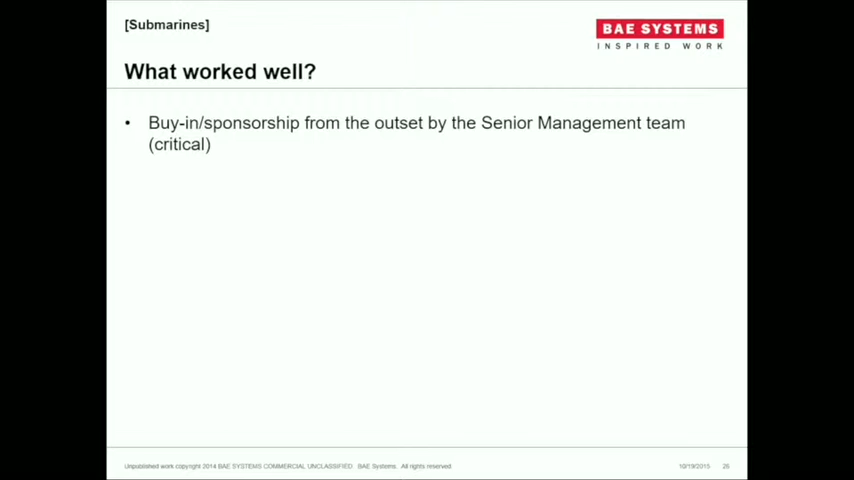 [Submarines]
BAE SYSTEMS
INSPIRED WORK
What worked well?
• Buy-in/sponsorship from the outset by the Senior Management team
(critical)
Unpublished work copyright 2014 BAE SYSTEMS COMMERCIAL UNCLASSIFIED BAE Systems. All rights reserved
10/19/2015 26